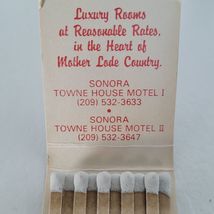 Luxury Rooms
at Reasonable Rates,
in the Heart of
Mother Lode Country.
SONORA
TOWNE HOUSE MOTEL I
(209) 532-3633
•
SONORA
TOWNE HOUSE MOTEL II
(209) 532-3647